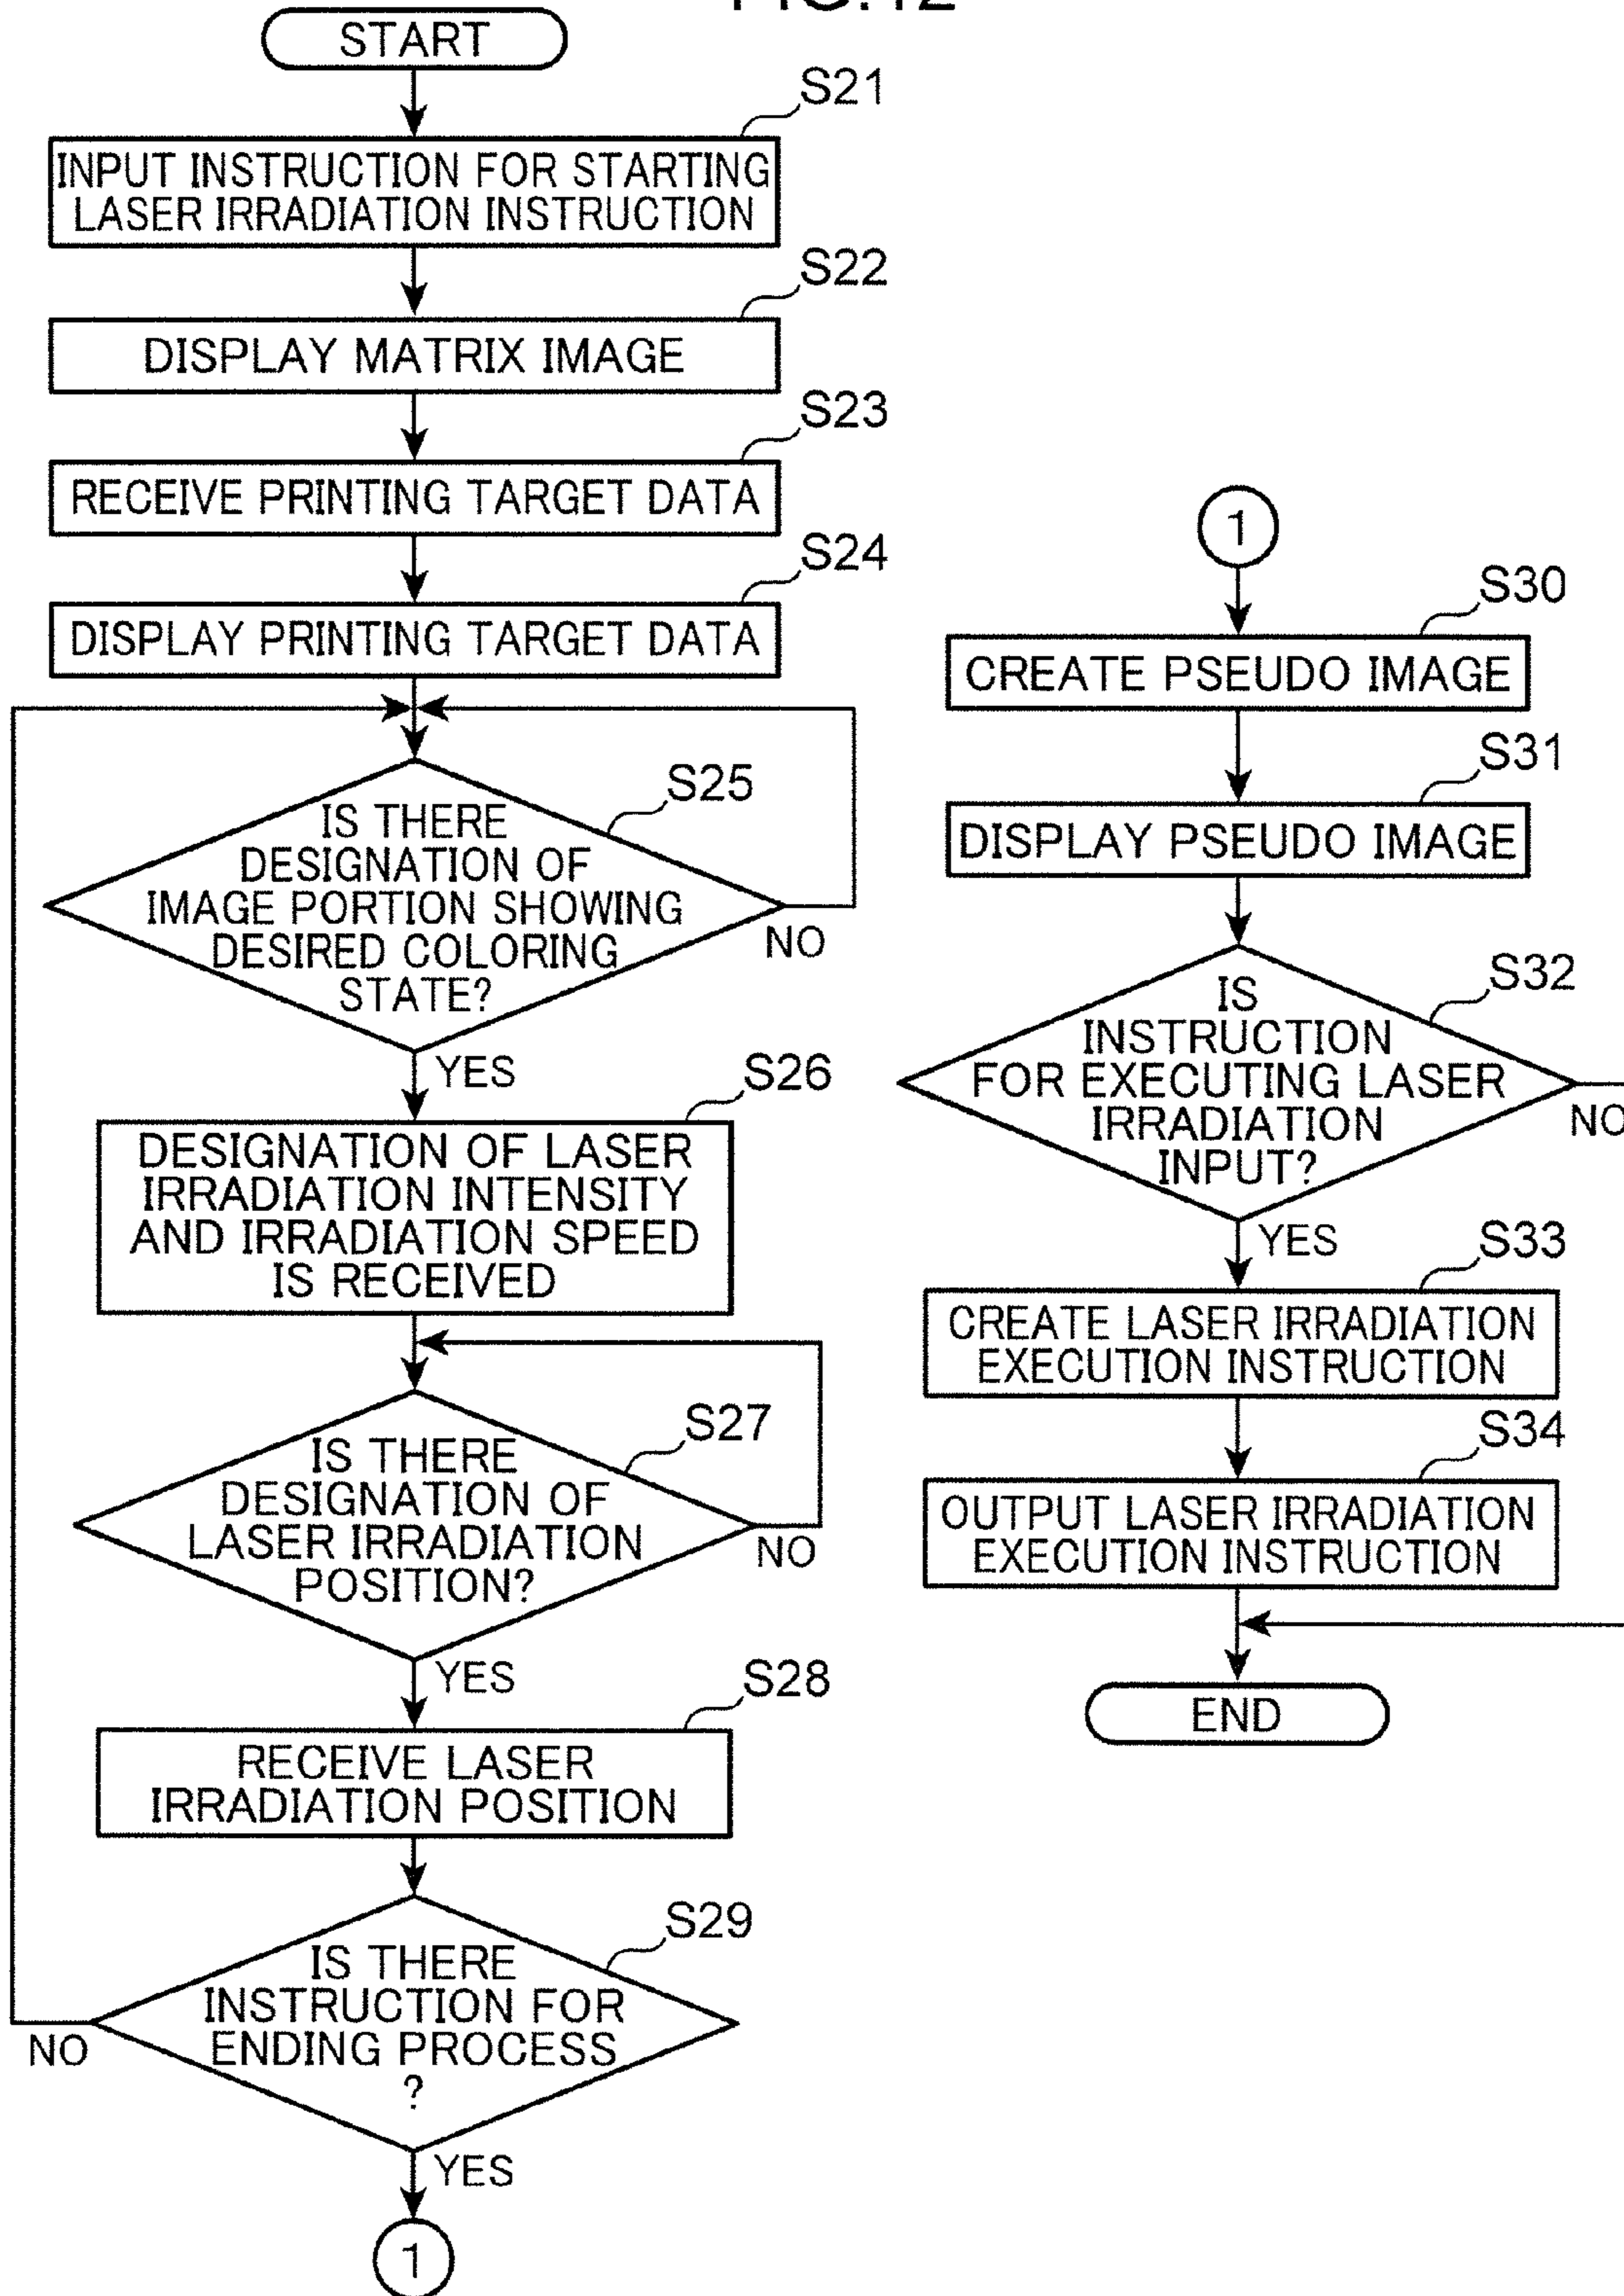 FIG.12
START
S21
INPUT INSTRUCTION FOR STARTING
LASER IRRADIATION INSTRUCTION
S22
DISPLAY MATRIX IMAGE
S23
RECEIVE PRINTING TARGET DATA
S24
DISPLAY PRINTING TARGET DATA
S25
IS THERE
DESIGNATION OF
IMAGE PORTION SHOWING
DESIRED COLORING
STATE?
NO
YES
S26
DESIGNATION OF LASER
IRRADIATION INTENSITY
AND IRRADIATION SPEED
IS RECEIVED
S27
IS THERE
DESIGNATION OF
LASER IRRADIATION
POSITION?
NO
YES
S28
RECEIVE LASER
IRRADIATION POSITION
S29
IS THERE
INSTRUCTION FOR
ENDING PROCESS
?
NO
YES
1
1
S30
CREATE PSEUDO IMAGE
S31
DISPLAY PSEUDO IMAGE
S32
IS
INSTRUCTION
FOR EXECUTING LASER
IRRADIATION
INPUT?
NO
YES
S33
CREATE LASER IRRADIATION
EXECUTION INSTRUCTION
S34
OUTPUT LASER IRRADIATION
EXECUTION INSTRUCTION
END